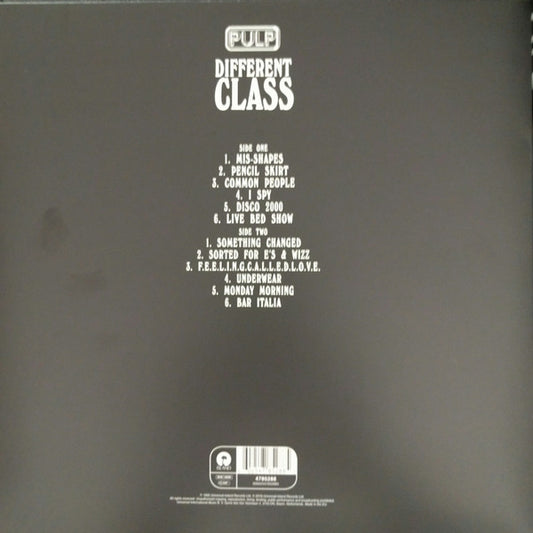 PULP
DIFFERENT
CLASS
SIDE ONE
1. MIS-SHAPES
2. PENCIL SKIRT
3. COMMON PEOPLE
4. I SPY
5. DISCO 2000
6. LIVE BED SHOW
SIDE TWO
1. SOMETHING CHANGED
2. SORTED FOR E'S & WIZZ
3. F.E.E.L.I.N.G.C.A.L.L.E.D.L.O.V.E.
4. UNDERWEAR
5. MONDAY MORNING
6. BAR ITALIA
ISLAND